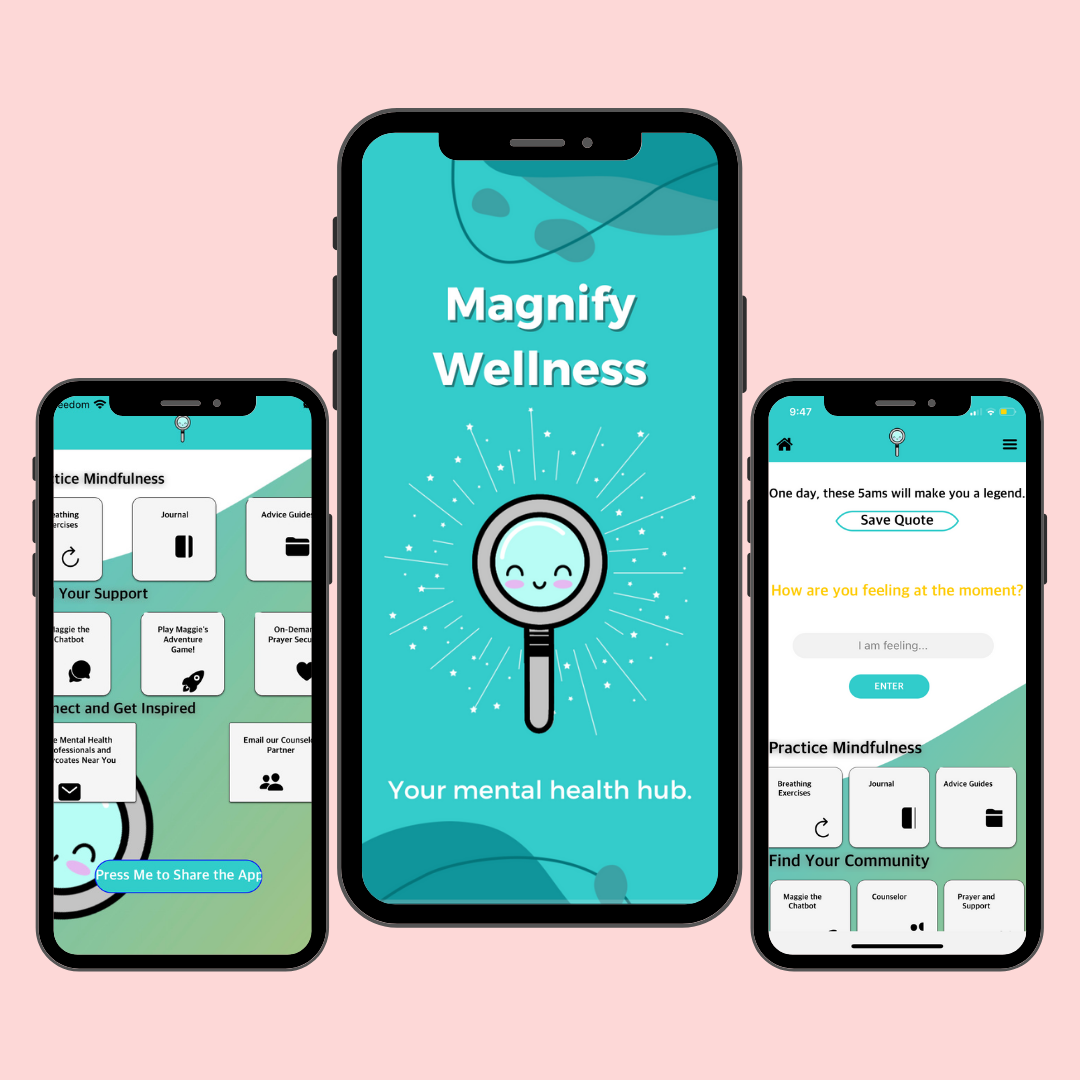 Magnify
Wellness
Your mental health hub.
eedom
tice Mindfulness
eathing
ercises
Journal
Advice Guides
Your Support
aggie the
Chatbot
Play Maggie's
Adventure
Game!
On-Deman
Prayer Secu
nect and Get Inspired
e Mental Health
ofessionals and
coates Near You
Email our Counselo
Partner
Press Me to Share the App
9:47
One day, these 5ams will make you a legend.
Save Quote
How are you feeling at the moment?
I am feeling...
ENTER
Practice Mindfulness
Breathing
Exercises
Journal
Advice Guides
Find Your Community
Maggie the
Chatbot
Counselor
Prayer and
Support